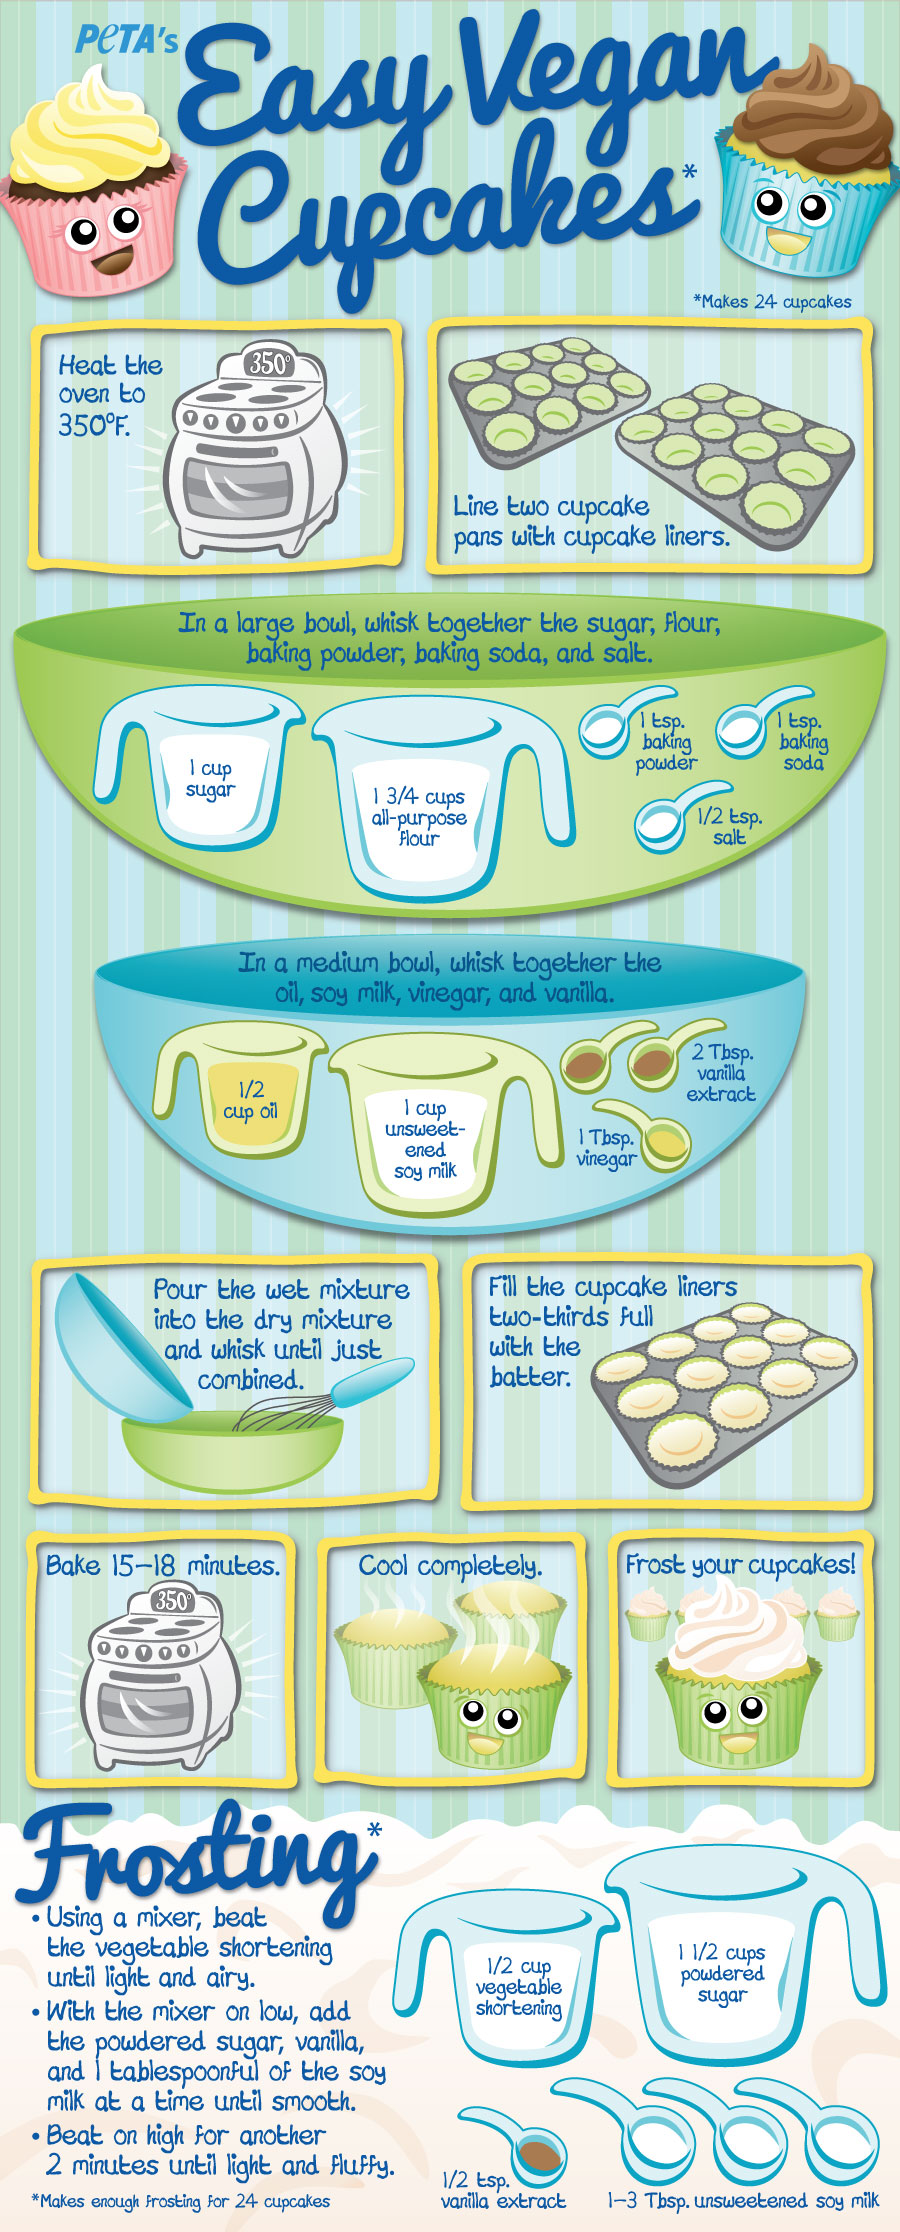 PETA's
Easy Vegan
Cupcakes*
*Makes 24 cupcakes
Heat the
oven to
350°F.
350°
Line two cupcake
pans with cupcake liners.
In a large bowl, whisk together the sugar, flour,
baking powder, baking soda, and salt.
1 cup
sugar
1 3/4 cups
all-purpose
flour
1 tsp.
baking
powder
1 tsp.
baking
soda
1/2 tsp.
salt
In a medium bowl, whisk together the
oil, soy milk, vinegar, and vanilla.
1/2
cup oil
1 cup
unsweet-
ened
soy milk
2 Tbsp.
vanilla
extract
1 Tbsp.
vinegar
Pour the wet mixture
into the dry mixture
and whisk until just
combined.
Fill the cupcake liners
two-thirds full
with the
batter.
Bake 15–18 minutes.
350°
Cool completely.
Frost your cupcakes!
Frosting*
• Using a mixer, beat
the vegetable shortening
until light and airy.
• With the mixer on low, add
the powdered sugar, vanilla,
and 1 tablespoonful of the soy
milk at a time until smooth.
• Beat on high for another
2 minutes until light and fluffy.
*Makes enough frosting for 24 cupcakes
1/2 cup
vegetable
shortening
1 1/2 cups
powdered
sugar
1/2 tsp.
vanilla extract
1–3 Tbsp. unsweetened soy milk